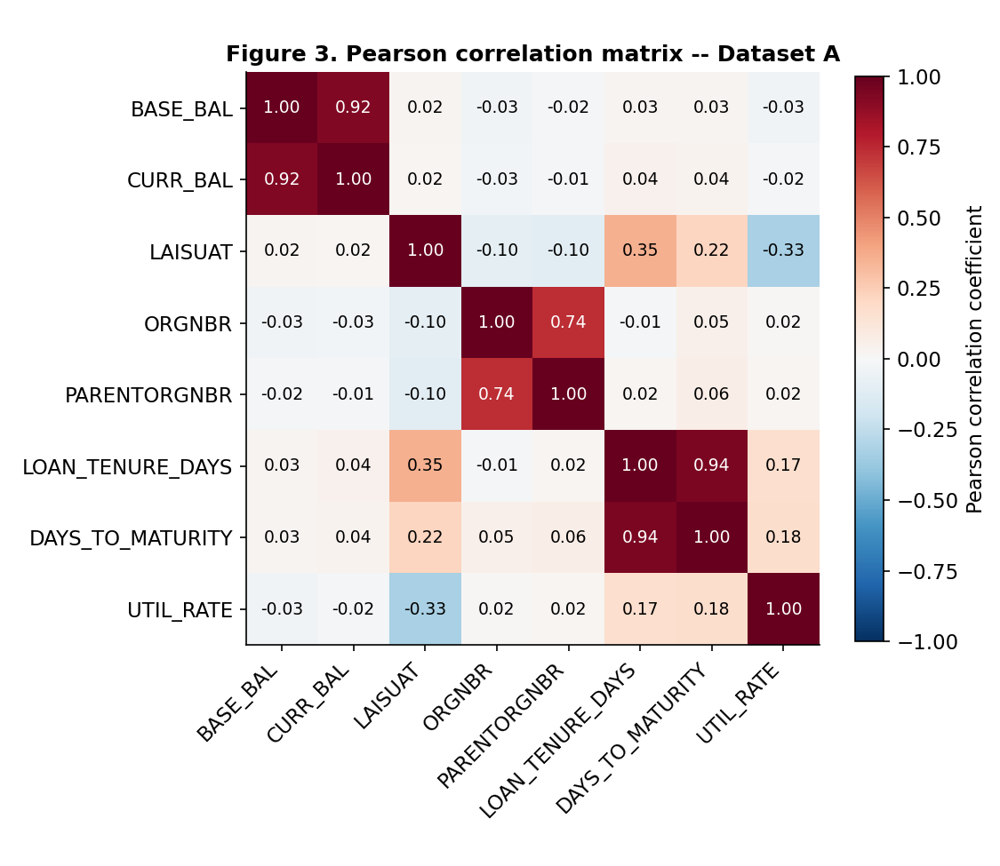 Figure 3. Pearson correlation matrix -- Dataset A
BASE_BAL 1.00 0.92 0.02 -0.03 -0.02 0.03 0.03 -0.03
CURR_BAL 0.92 1.00 0.02 -0.03 -0.01 0.04 0.04 -0.02
LAISUAT 0.02 0.02 1.00 -0.10 -0.10 0.35 0.22 -0.33
ORGNBR -0.03 -0.03 -0.10 1.00 0.74 -0.01 0.05 0.02
PARENTORGNBR -0.02 -0.01 -0.10 0.74 1.00 0.02 0.06 0.02
LOAN_TENURE_DAYS 0.03 0.04 0.35 -0.01 0.02 1.00 0.94 0.17
DAYS_TO_MATURITY 0.03 0.04 0.22 0.05 0.06 0.94 1.00 0.18
UTIL_RATE -0.03 -0.02 -0.33 0.02 0.02 0.17 0.18 1.00
BASE_BAL
CURR_BAL
LAISUAT
ORGNBR
PARENTORGNBR
LOAN_TENURE_DAYS
DAYS_TO_MATURITY
UTIL_RATE
1.00
0.75
0.50
0.25
0.00
−0.25
−0.50
−0.75
−1.00
Pearson correlation coefficient